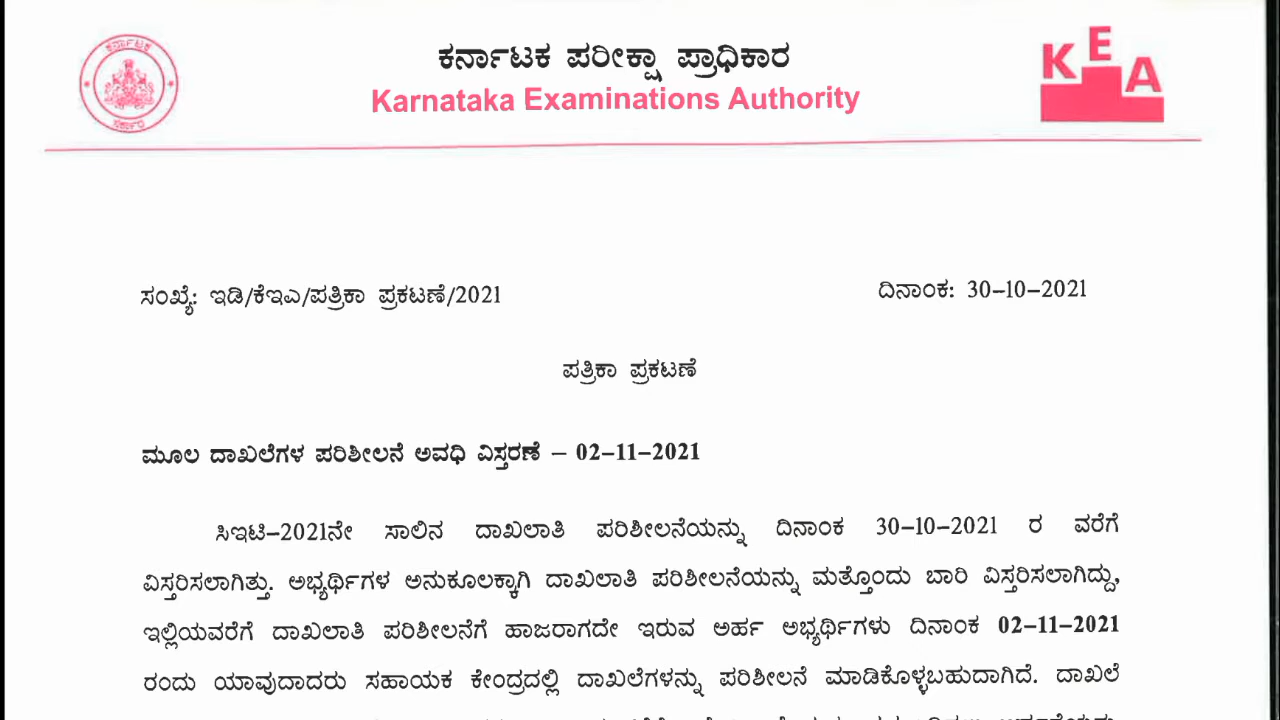 ಕರ್ನಾಟಕ
ಸರ್ಕಾರ
ಕರ್ನಾಟಕ ಪರೀಕ್ಷಾ ಪ್ರಾಧಿಕಾರ
Karnataka Examinations Authority
KEA
ಸಂಖ್ಯೆ: ಇಡಿ/ಕೆಇಎ/ಪತ್ರಿಕಾ ಪ್ರಕಟಣೆ/2021
ದಿನಾಂಕ: 30-10-2021
ಪತ್ರಿಕಾ ಪ್ರಕಟಣೆ
ಮೂಲ ದಾಖಲೆಗಳ ಪರಿಶೀಲನೆ ಅವಧಿ ವಿಸ್ತರಣೆ – 02-11-2021
ಸಿಇಟಿ-2021ನೇ ಸಾಲಿನ ದಾಖಲಾತಿ ಪರಿಶೀಲನೆಯನ್ನು ದಿನಾಂಕ 30-10-2021 ರ ವರೆಗೆ
ವಿಸ್ತರಿಸಲಾಗಿತ್ತು. ಅಭ್ಯರ್ಥಿಗಳ ಅನುಕೂಲಕ್ಕಾಗಿ ದಾಖಲಾತಿ ಪರಿಶೀಲನೆಯನ್ನು ಮತ್ತೊಂದು ಬಾರಿ ವಿಸ್ತರಿಸಲಾಗಿದ್ದು,
ಇಲ್ಲಿಯವರೆಗೆ ದಾಖಲಾತಿ ಪರಿಶೀಲನೆಗೆ ಹಾಜರಾಗದೇ ಇರುವ ಅರ್ಹ ಅಭ್ಯರ್ಥಿಗಳು ದಿನಾಂಕ 02-11-2021
ರಂದು ಯಾವುದಾದರು ಸಹಾಯಕ ಕೇಂದ್ರದಲ್ಲಿ ದಾಖಲೆಗಳನ್ನು ಪರಿಶೀಲನೆ ಮಾಡಿಕೊಳ್ಳಬಹುದಾಗಿದೆ. ದಾಖಲೆ